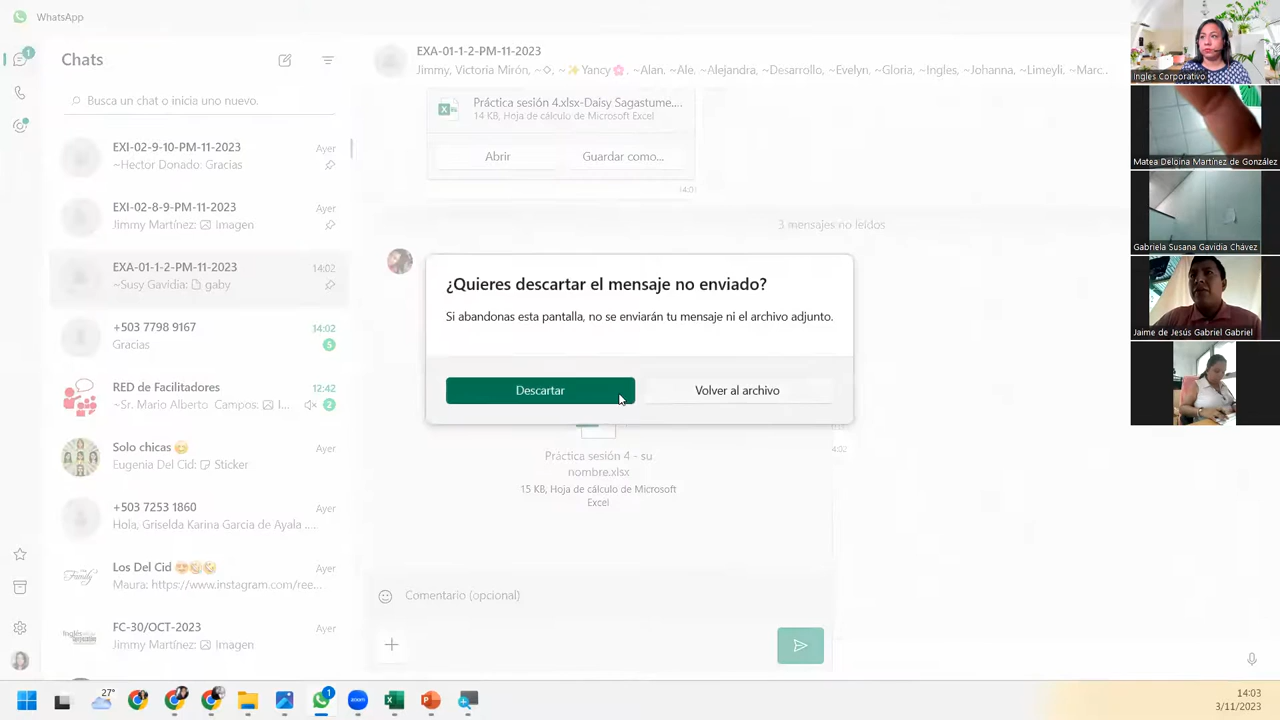 WhatsApp
Chats
Busca un chat o inicia uno nuevo.
EXI-02-9-10-PM-11-2023
Ayer
~Hector Donado: Gracias
EXI-02-8-9-PM-11-2023
Ayer
Jimmy Martínez: Imagen
EXA-01-1-2-PM-11-2023
14:02
~Susy Gavidia: gaby
+503 7798 9167
14:02
Gracias
5
RED de Facilitadores
12:42
~Sr. Mario Alberto Campos: I...
2
Solo chicas
Ayer
Eugenia Del Cid: Sticker
+503 7253 1860
Ayer
Hola, Griselda Karina Garcia de Ayala ....
Los Del Cid
Ayer
Maura: https://www.instagram.com/ree...
FC-30/OCT-2023
Ayer
Jimmy Martínez: Imagen
EXA-01-1-2-PM-11-2023
~Yancy
~Alan, ~Ale, ~Alejandra, ~Desarrollo, ~Evelyn, ~Gloria, ~Ingles, ~Johanna, ~Limeyli, ~Marc...
Práctica sesión 4.xlsx-Daisy Sagastume....
14 KB, Hoja de cálculo de Microsoft Excel
Abrir
Guardar como...
3 mensajes no leídos
¿Quieres descartar el mensaje no enviado?
Si abandonas esta pantalla, no se enviarán tu mensaje ni el archivo adjunto.
Descartar
Volver al archivo
Práctica sesión 4 - su
nombre.xlsx
15 KB, Hoja de cálculo de Microsoft
Excel
Comentario (opcional)
Ingles Corporativo
Matea Delpina Martínez de González
Gabriela Susana Gavidia Chávez
Jaime de Jesús Gabriel Gabriel
27°
zoom
14:03
3/11/2023